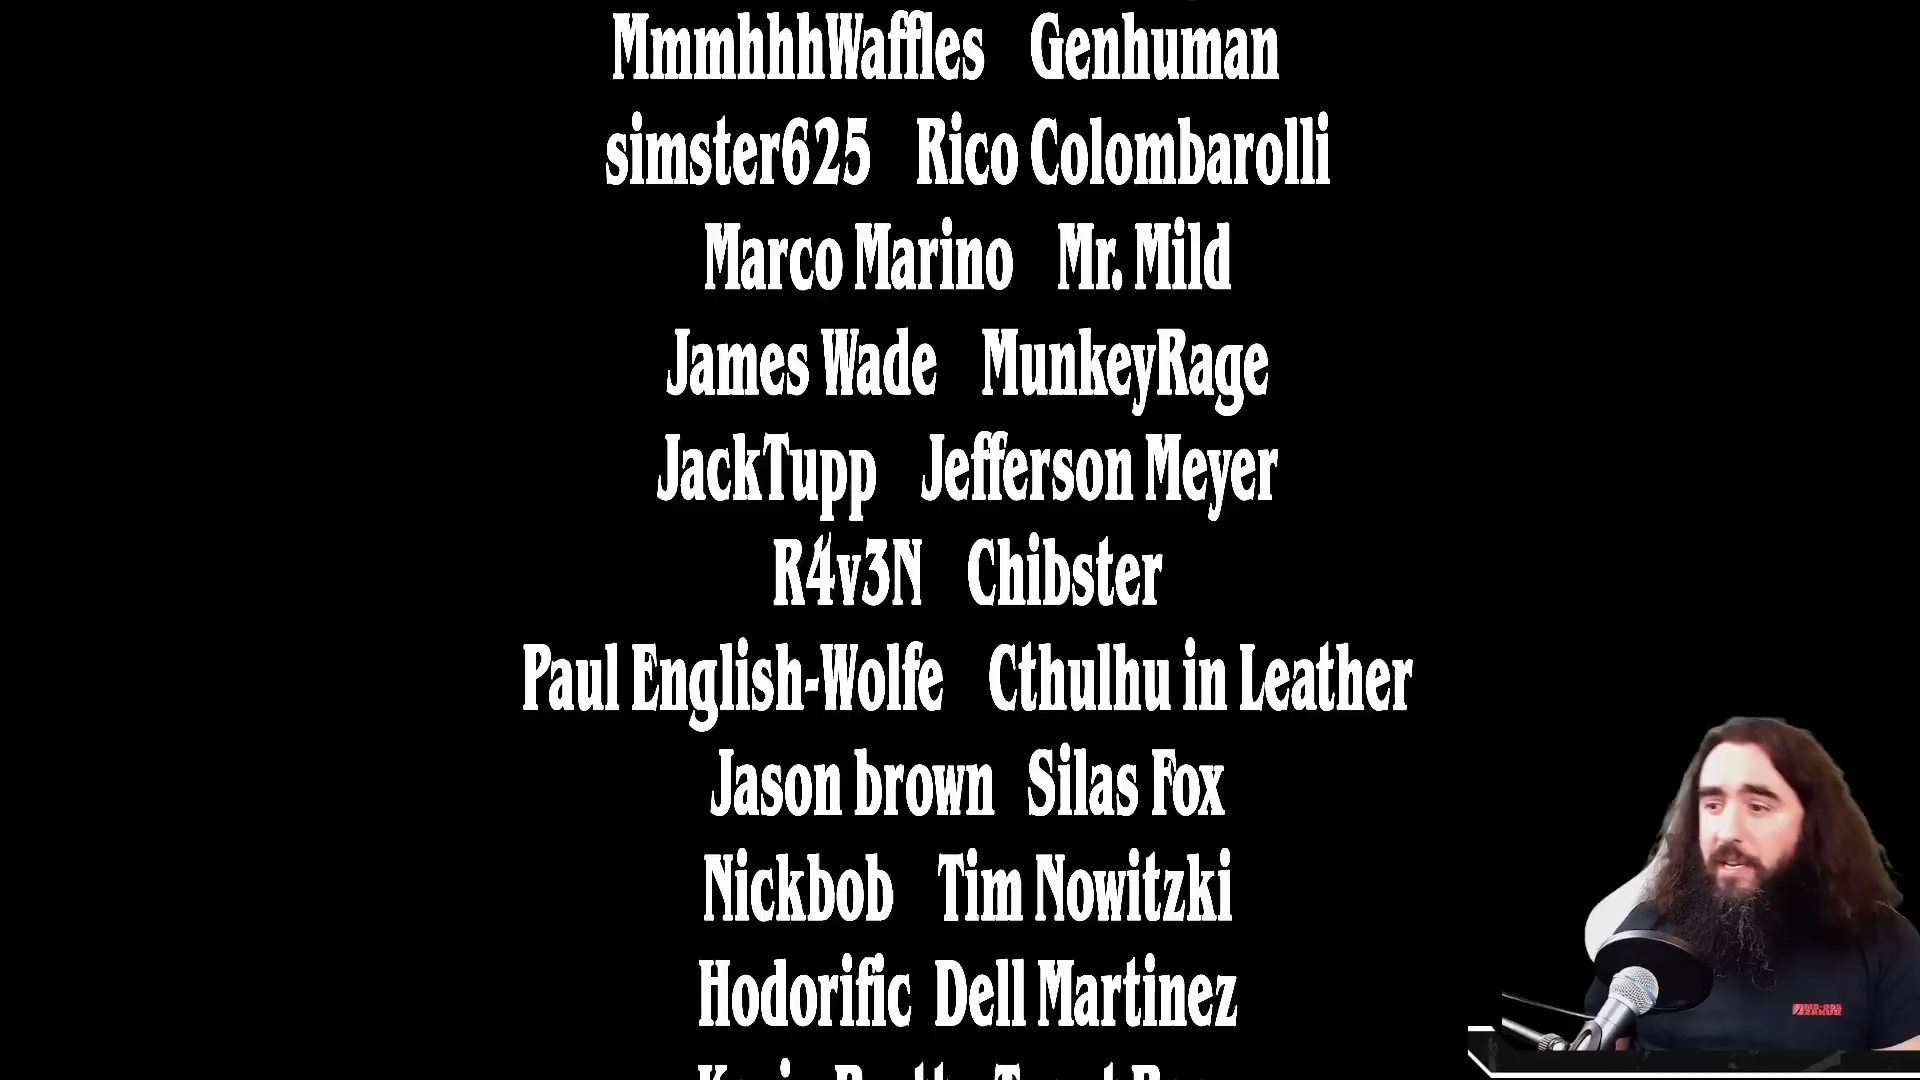 MmmhhhWaffles Genhuman
simster625 Rico Colombarolli
Marco Marino Mr. Mild
James Wade MunkeyRage
JackTupp Jefferson Meyer
R4v3N Chibster
Paul English-Wolfe Cthulhu in Leather
Jason brown Silas Fox
Nickbob Tim Nowitzki
Hodorific Dell Martinez